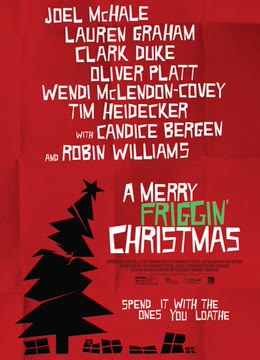 JOEL McHALE
LAUREN GRAHAM
CLARK DUKE
OLIVER PLATT
WENDI McLENDON-COVEY
TIM HEIDECKER
WITH CANDICE BERGEN
AND ROBIN WILLIAMS
A MERRY
FRIGGIN'
CHRISTMAS
SPEND IT WITH THE
ONES YOU LOATHE